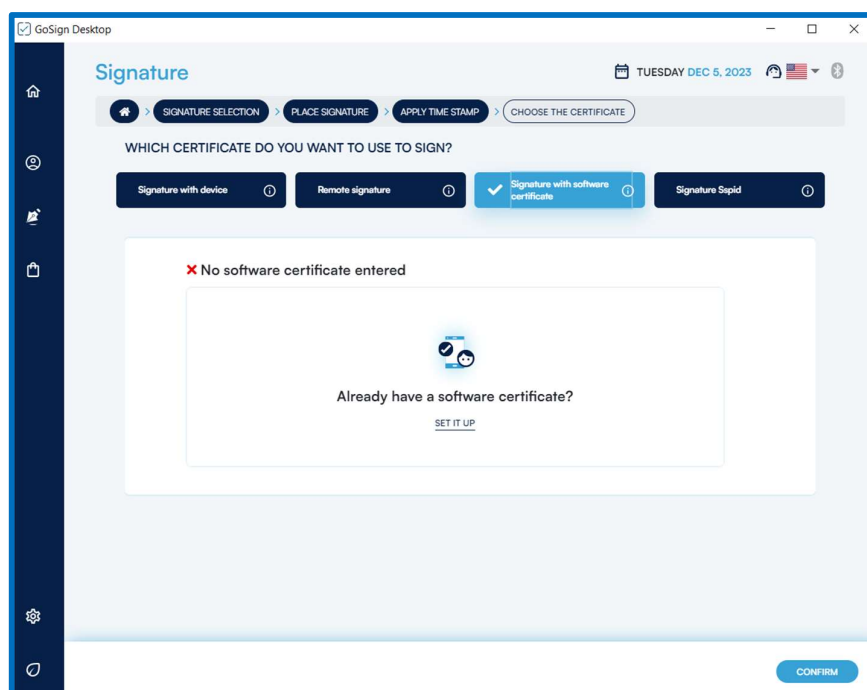 GoSign Desktop
Signature
TUESDAY DEC 5, 2023
SIGNATURE SELECTION > PLACE SIGNATURE > APPLY TIME STAMP > CHOOSE THE CERTIFICATE
WHICH CERTIFICATE DO YOU WANT TO USE TO SIGN?
Signature with device
Remote signature
Signature with software
certificate
Signature Sspid
No software certificate entered
Already have a software certificate?
SET IT UP
CONFIRM